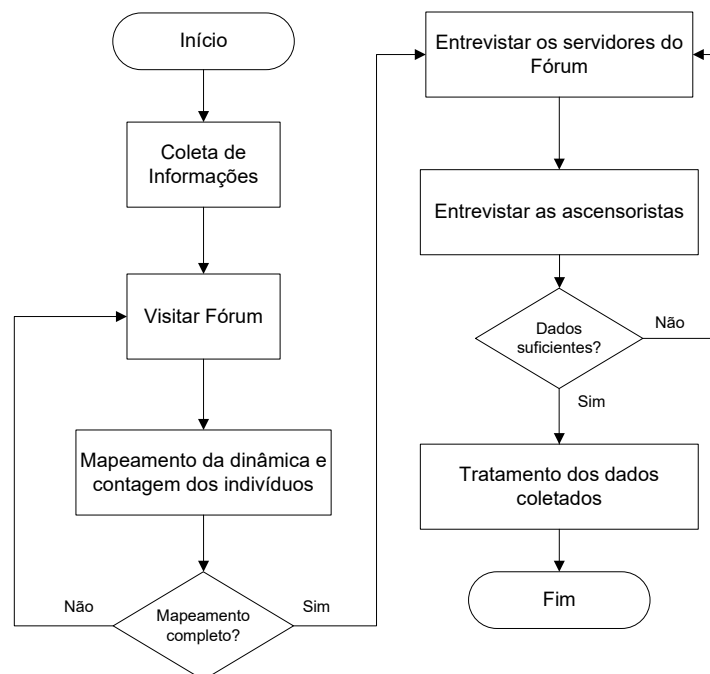 Início
Coleta de
Informações
Visitar Fórum
Mapeamento da dinâmica e
contagem dos indivíduos
Não
Mapeamento
completo?
Sim
Entrevistar os servidores do
Fórum
Entrevistar as ascensoristas
Dados
suficientes?
Não
Sim
Tratamento dos dados
coletados
Fim